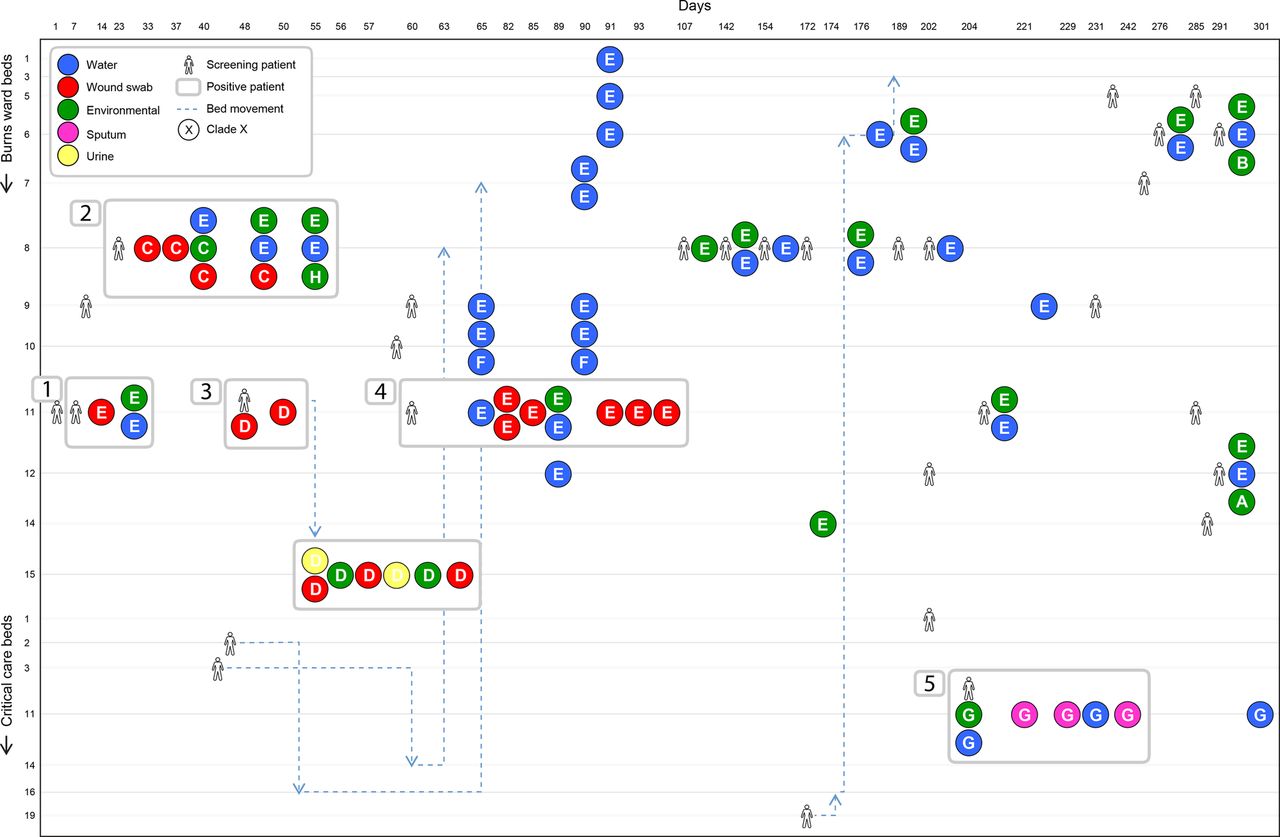 Days
1 7 14 23 33 37 40 48 50 55 56 57 60 63 65 82 85 89 90 91 93 107 142 154 172 174 176 189 202 204 221 229 231 242 276 285 291 301
Burns ward beds
Critical care beds
Water
Wound swab
Environmental
Sputum
Urine
Screening patient
Positive patient
Bed movement
X Clade X
1 E
3
5 E
E
6 E E E E E E
E E B
7 E
E
2
E E E
8 C C C E E E E E E
C C H E E
9 E E E
10 E E
F F
1 3 4
E E E E
11 E D E E E E E E G
E D E E E
12 E E E
A
14 E
D
15 D D D D D
D
1
2
3
5
11 G G G G G G
G
14
16
19